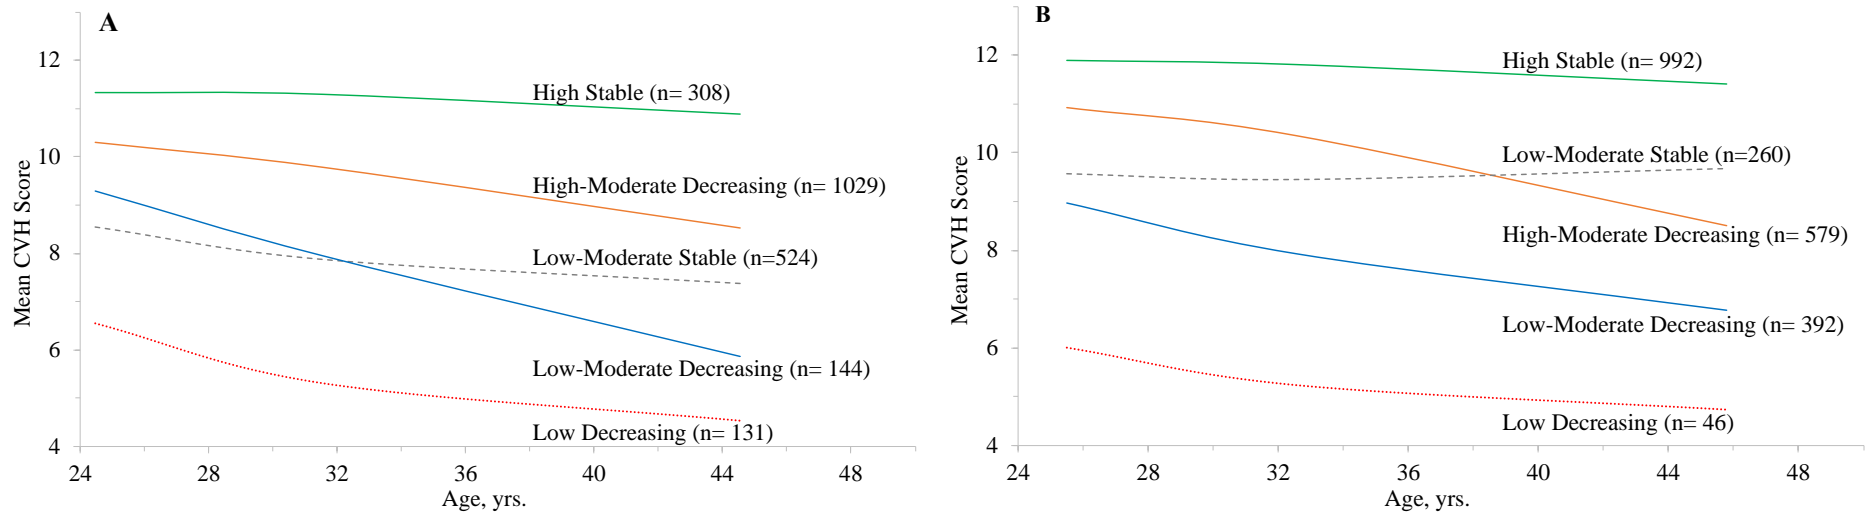 A
Mean CVH Score
12
10
8
6
4
High Stable (n= 308)
High-Moderate Decreasing (n= 1029)
Low-Moderate Stable (n=524)
Low-Moderate Decreasing (n= 144)
Low Decreasing (n= 131)
24 28 32 36 40 44 48
Age, yrs.
B
Mean CVH Score
12
10
8
6
4
High Stable (n= 992)
Low-Moderate Stable (n=260)
High-Moderate Decreasing (n= 579)
Low-Moderate Decreasing (n= 392)
Low Decreasing (n= 46)
24 28 32 36 40 44 48
Age, yrs.